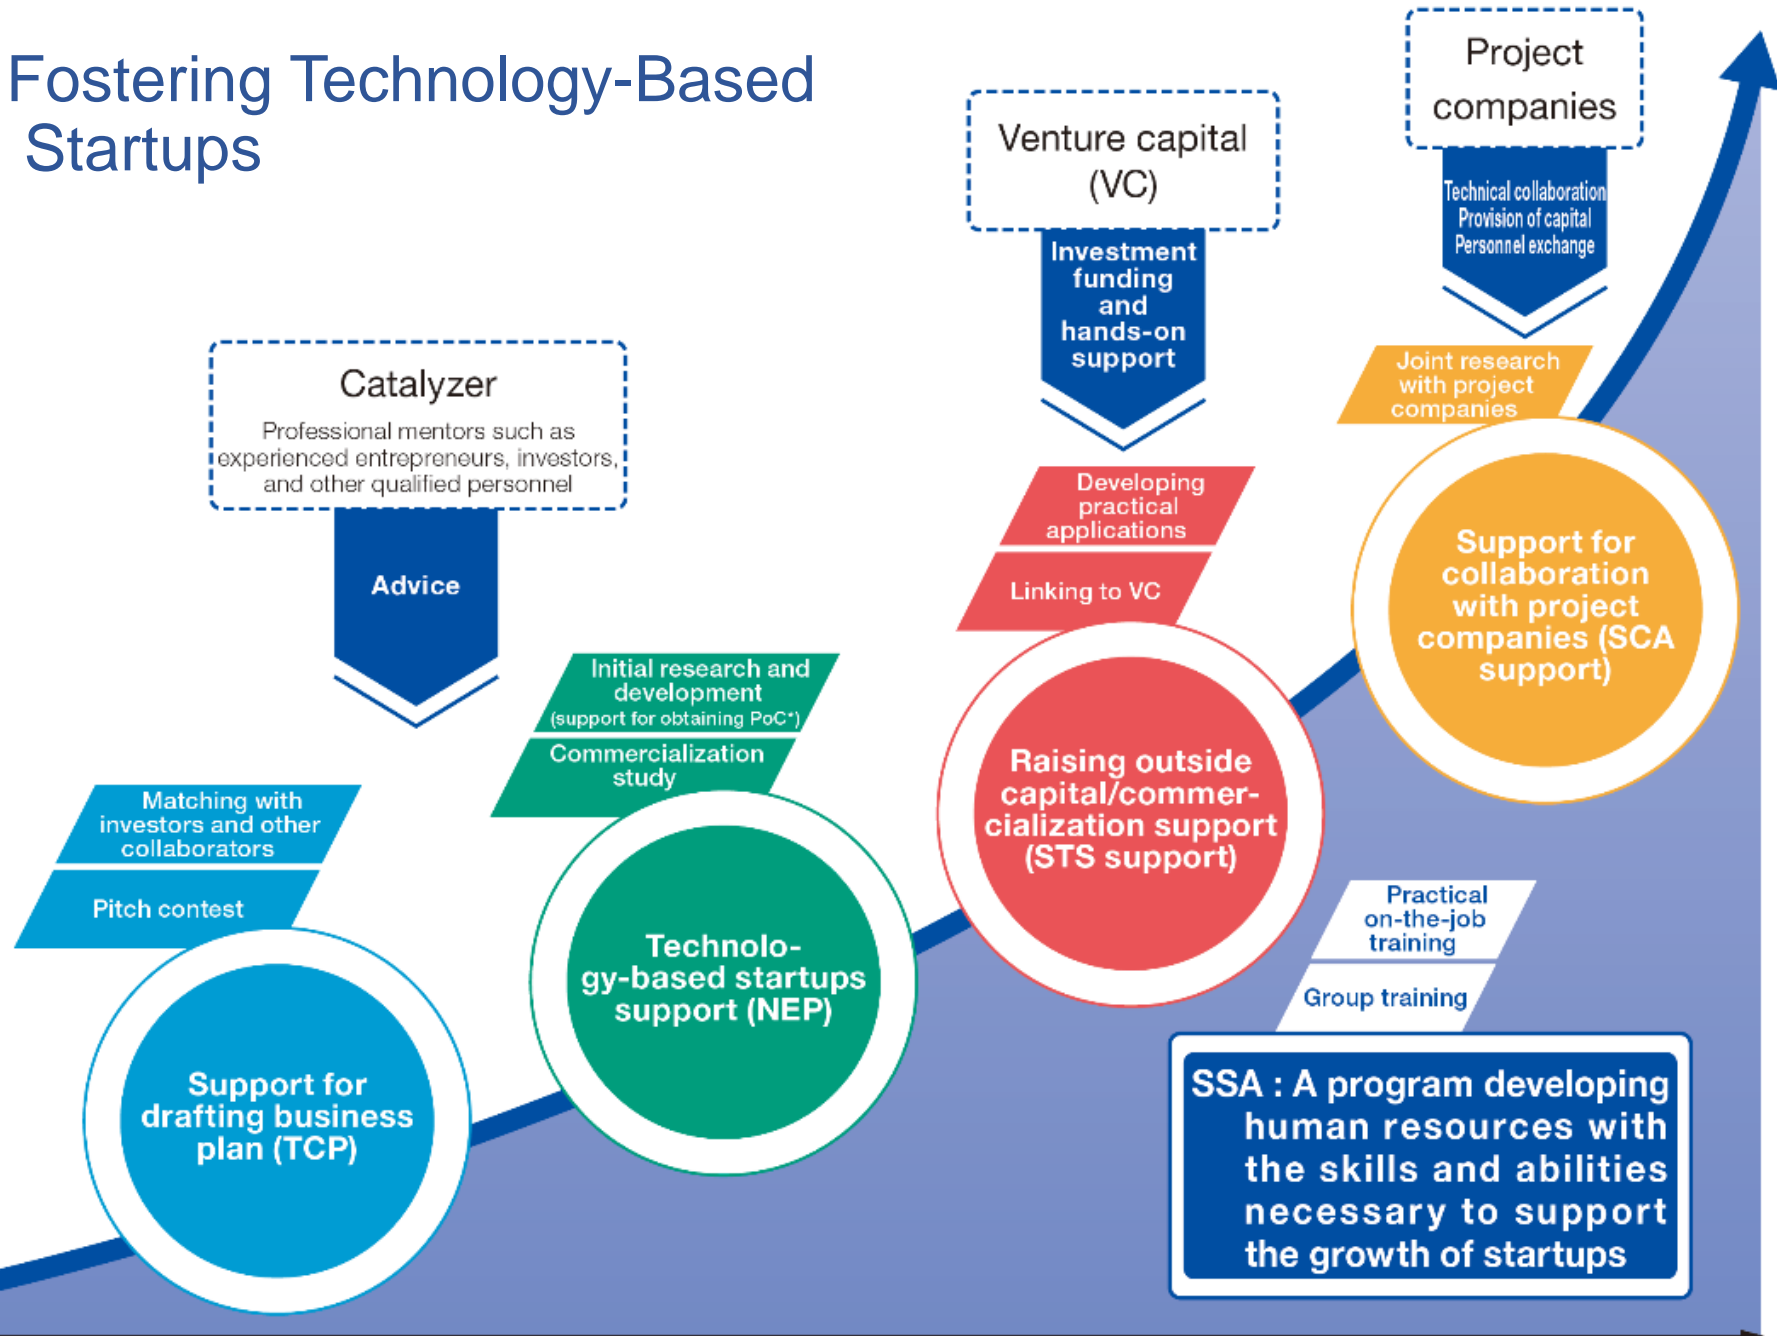 Fostering Technology-Based
Startups
Project
companies
Technical collaboration
Provision of capital
Personnel exchange
Venture capital
(VC)
Investment
funding
and
hands-on
support
Catalyzer
Professional mentors such as
experienced entrepreneurs, investors,
and other qualified personnel
Advice
Matching with
investors and other
collaborators
Pitch contest
Support for
drafting business
plan (TCP)
Initial research and
development
(support for obtaining PoC*)
Commercialization
study
Technolo-
gy-based startups
support (NEP)
Developing
practical
applications
Linking to VC
Raising outside
capital/commer-
cialization support
(STS support)
Joint research
with project
companies
Support for
collaboration
with project
companies (SCA
support)
Practical
on-the-job
training
Group training
SSA : A program developing
human resources with
the skills and abilities
necessary to support
the growth of startups